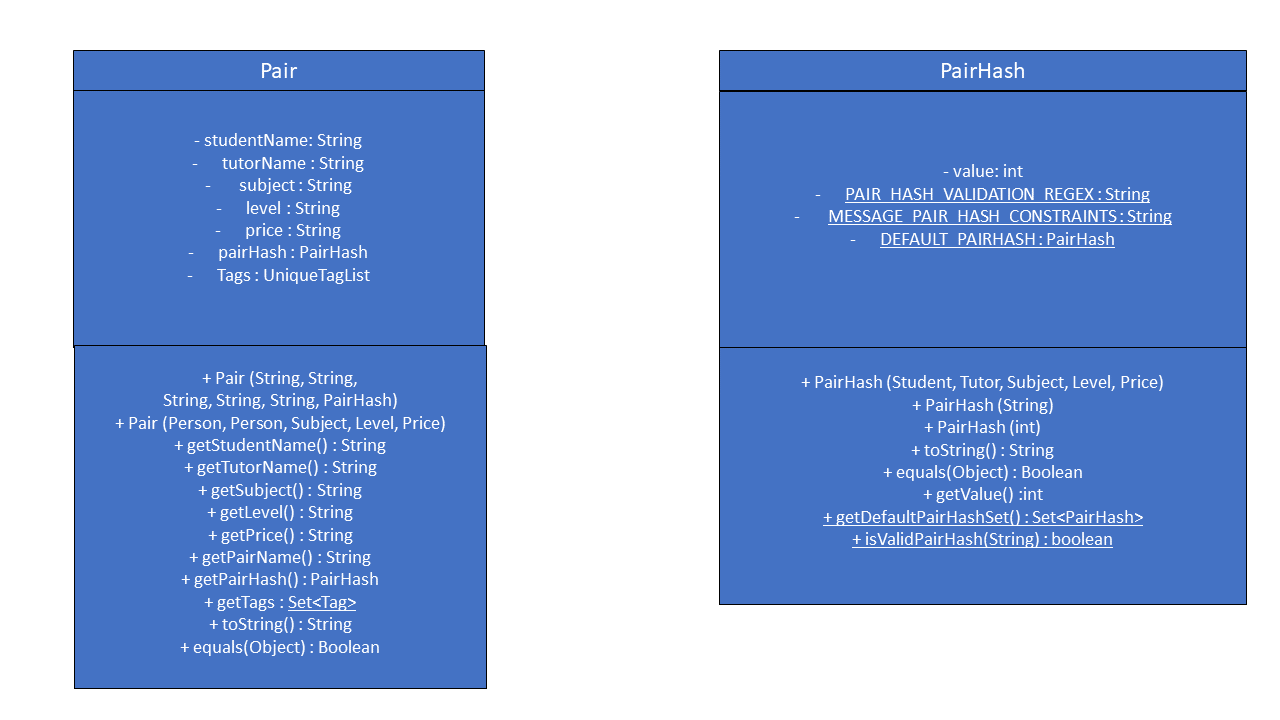 Pair
- studentName: String
- tutorName : String
- subject : String
- level : String
- price : String
- pairHash : PairHash
- Tags : UniqueTagList
+ Pair (String, String,
String, String, String, PairHash)
+ Pair (Person, Person, Subject, Level, Price)
+ getStudentName() : String
+ getTutorName() : String
+ getSubject() : String
+ getLevel() : String
+ getPrice() : String
+ getPairName() : String
+ getPairHash() : PairHash
+ getTags : Set<Tag>
+ toString() : String
+ equals(Object) : Boolean
PairHash
- value: int
- PAIR_HASH_VALIDATION_REGEX : String
- MESSAGE_PAIR_HASH_CONSTRAINTS : String
- DEFAULT_PAIRHASH : PairHash
+ PairHash (Student, Tutor, Subject, Level, Price)
+ PairHash (String)
+ PairHash (int)
+ toString() : String
+ equals(Object) : Boolean
+ getValue() :int
+ getDefaultPairHashSet() : Set<PairHash>
+ isValidPairHash(String) : boolean